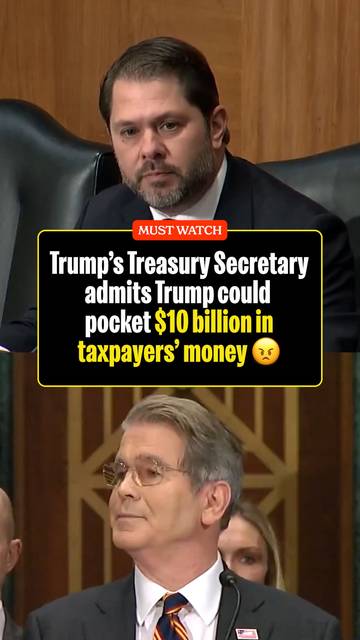 MUST WATCH
Trump's Treasury Secretary
admits Trump could
pocket $10 billion in
taxpayers' money 😠